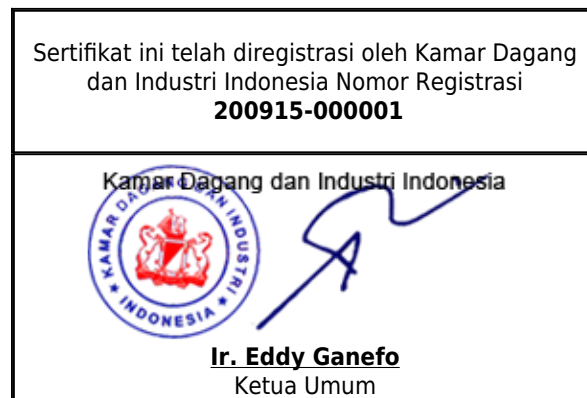 Sertifikat ini telah diregistrasi oleh Kamar Dagang
dan Industri Indonesia Nomor Registrasi
200915-000001
Kamar Dagang dan Industri Indonesia
KAMAR DAGANG DAN INDUSTRI
INDONESIA
Ir. Eddy Ganefo
Ketua Umum